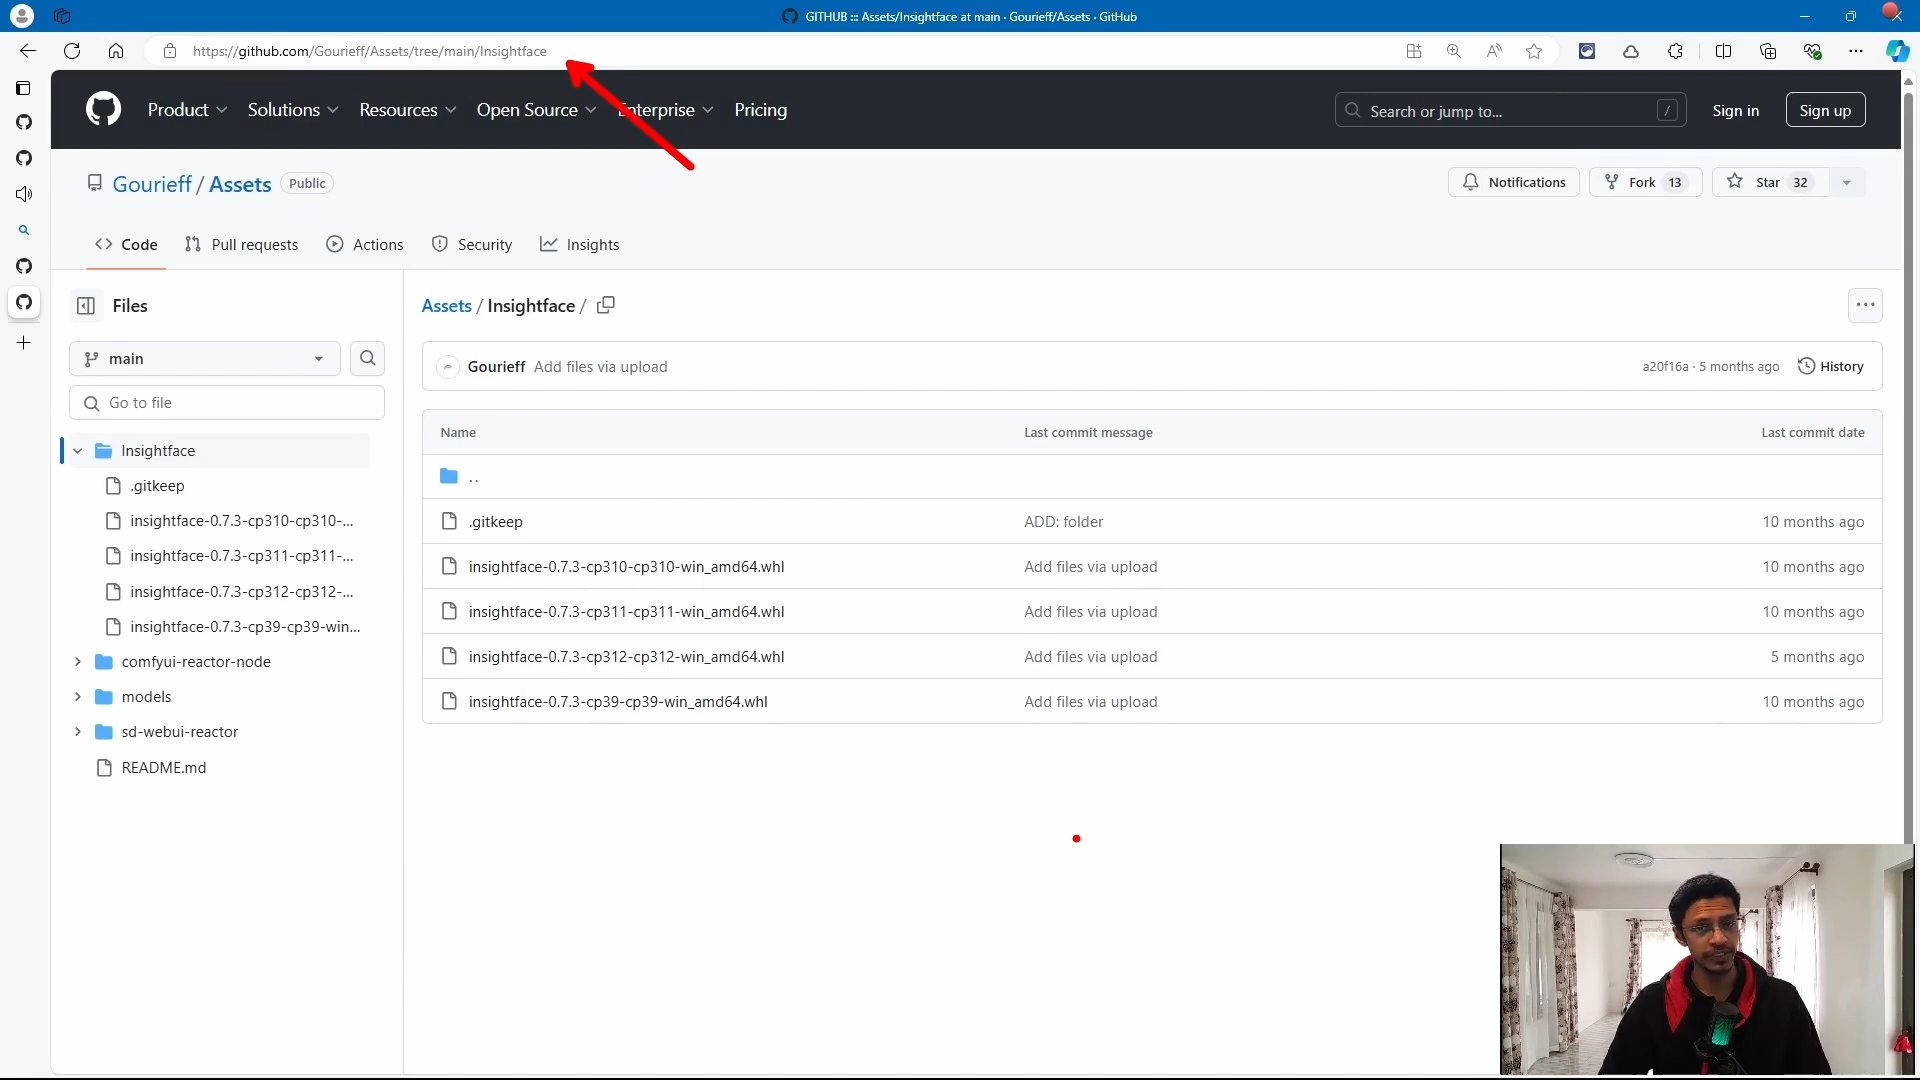 GITHUB ::: Assets/Insightface at main · Gourieff/Assets · GitHub
https://github.com/Gourieff/Assets/tree/main/Insightface
Product Solutions Resources Open Source Enterprise Pricing
Search or jump to... /
Sign in
Sign up
Gourieff / Assets Public
Notifications
Fork 13
Star 32
Code
Pull requests
Actions
Security
Insights
Files
main
Go to file
Insightface
.gitkeep
insightface-0.7.3-cp310-cp310-...
insightface-0.7.3-cp311-cp311-...
insightface-0.7.3-cp312-cp312-...
insightface-0.7.3-cp39-cp39-win...
comfyui-reactor-node
models
sd-webui-reactor
README.md
Assets / Insightface /
Gourieff Add files via upload
a20f16a · 5 months ago
History
Name Last commit message Last commit date
..
.gitkeep ADD: folder 10 months ago
insightface-0.7.3-cp310-cp310-win_amd64.whl Add files via upload 10 months ago
insightface-0.7.3-cp311-cp311-win_amd64.whl Add files via upload 10 months ago
insightface-0.7.3-cp312-cp312-win_amd64.whl Add files via upload 5 months ago
insightface-0.7.3-cp39-cp39-win_amd64.whl Add files via upload 10 months ago